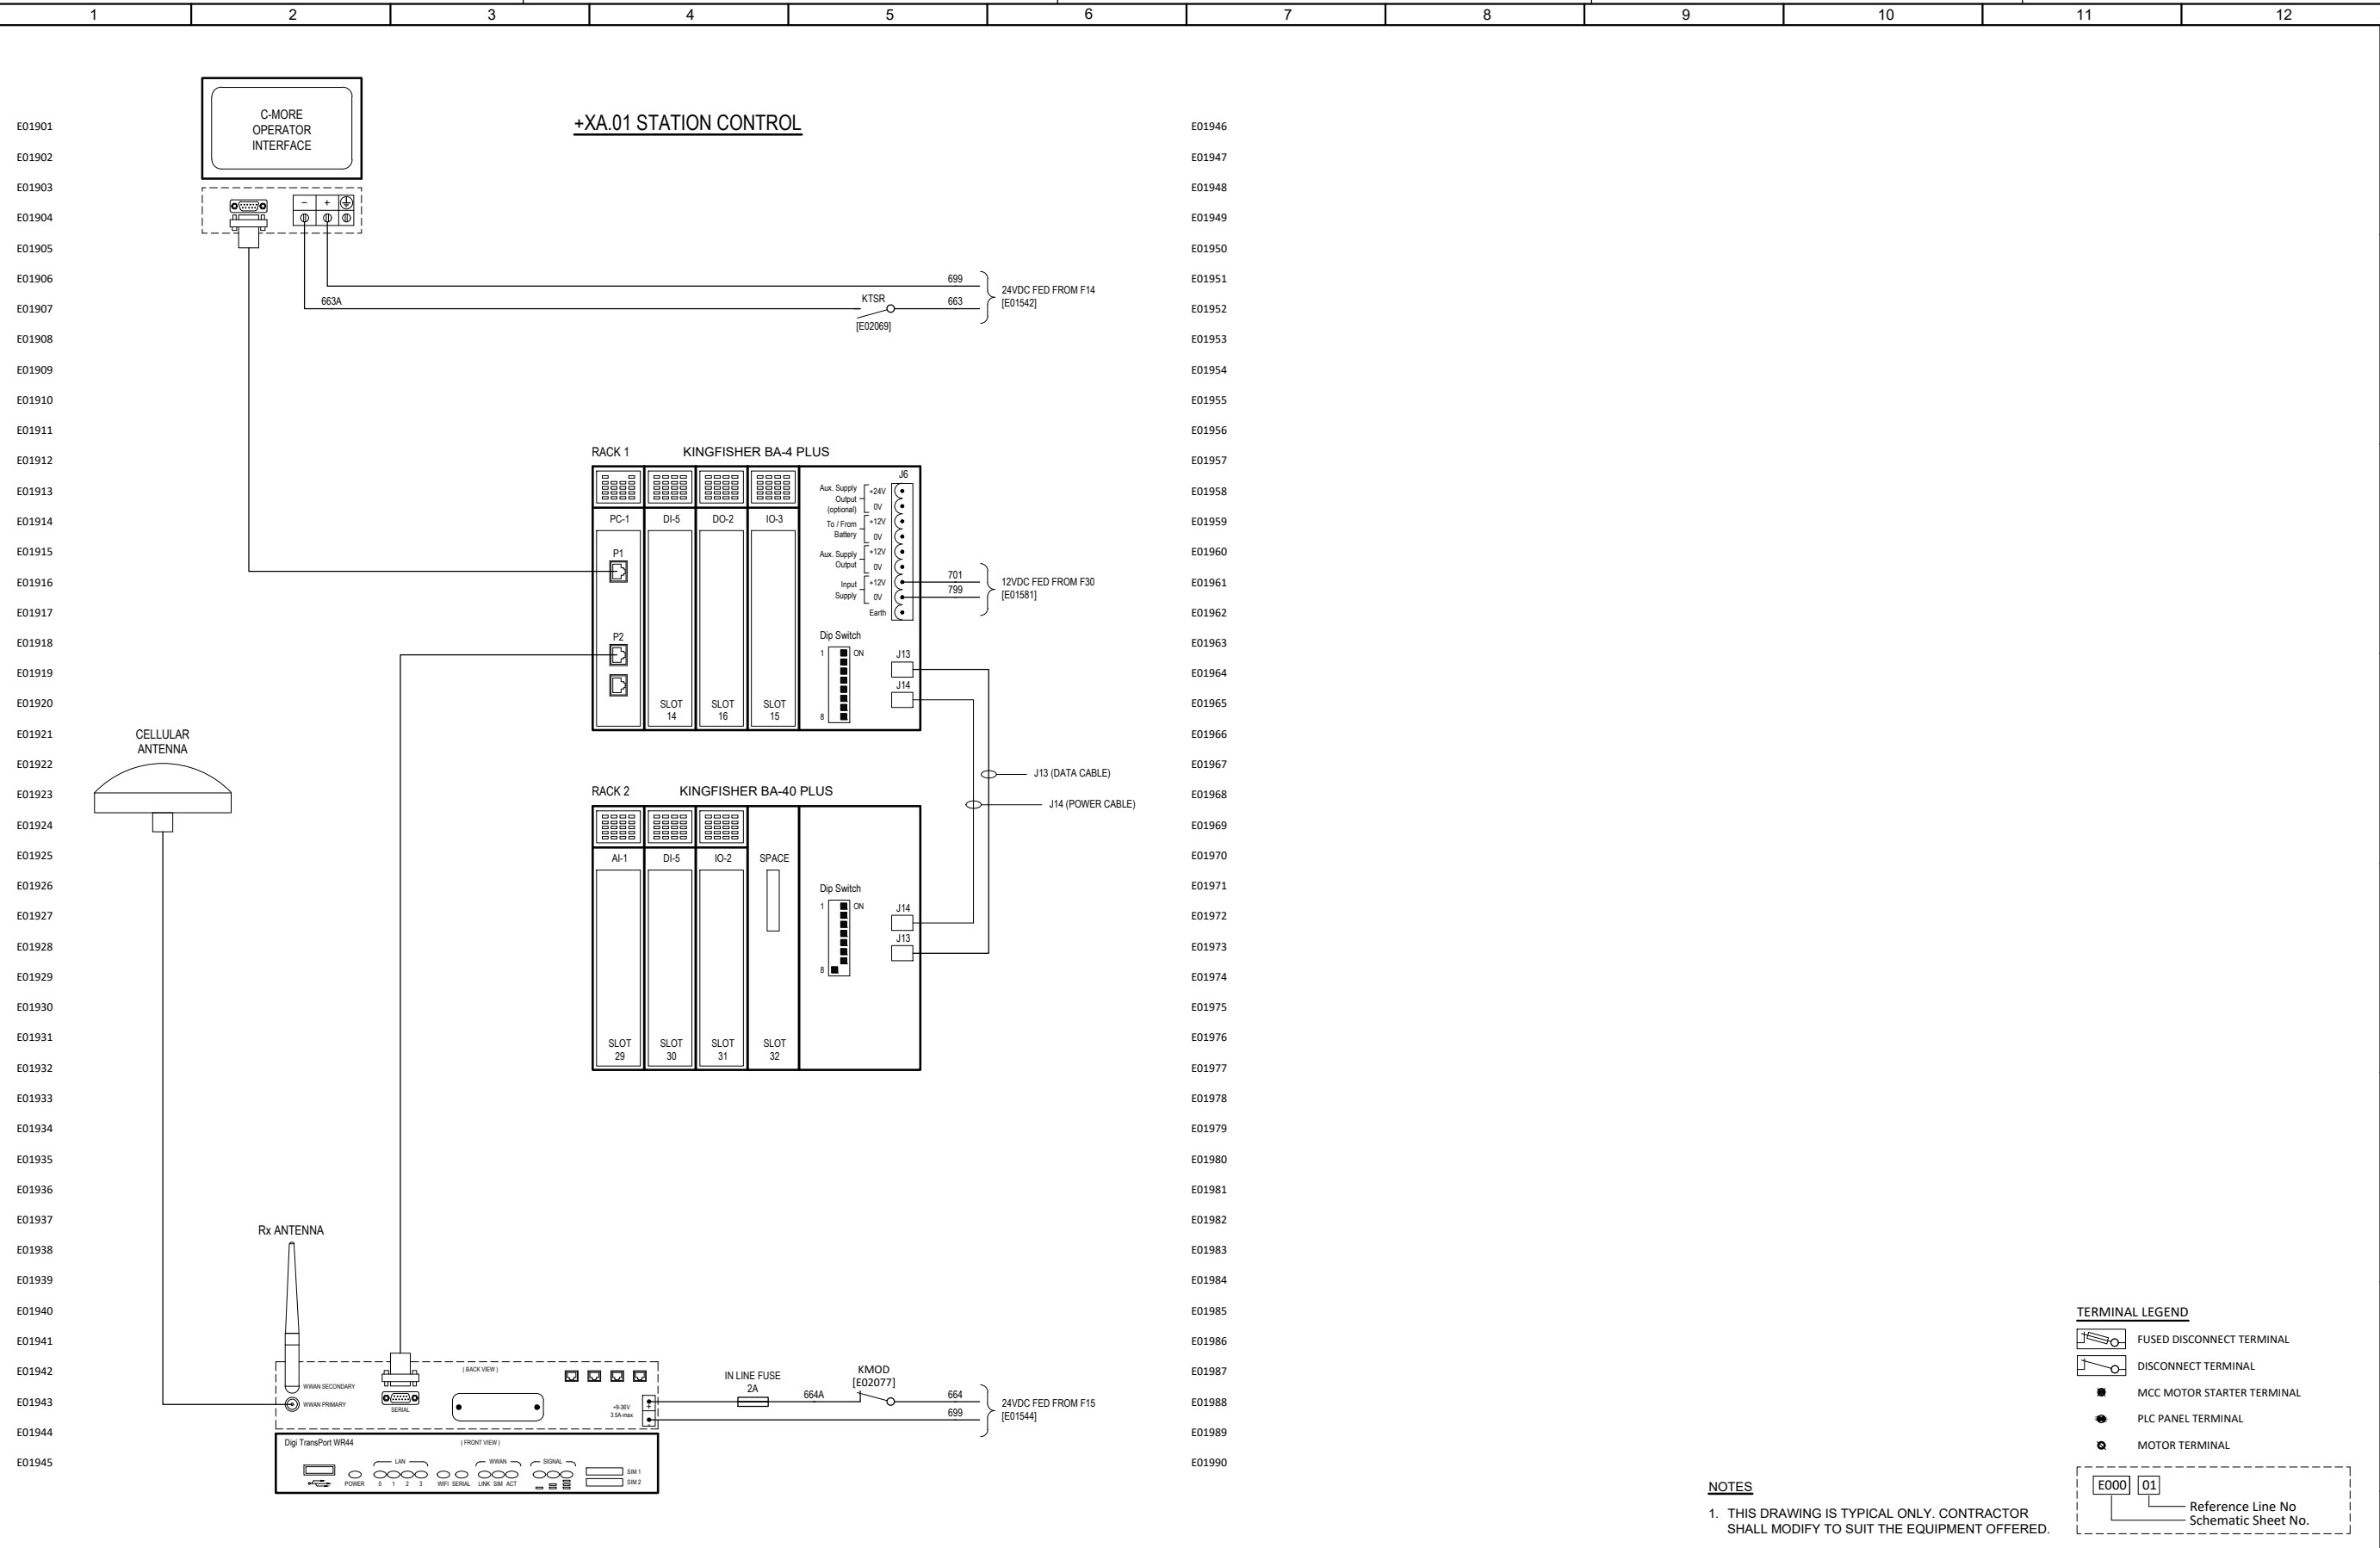 1 2 3 4 5 6 7 8 9 10 11 12
+XA.01 STATION CONTROL
C-MORE
OPERATOR
INTERFACE
E01901
E01902
E01903
E01904
E01905
E01906
E01907
E01908
E01909
E01910
E01911
E01912
E01913
E01914
E01915
E01916
E01917
E01918
E01919
E01920
E01921
E01922
E01923
E01924
E01925
E01926
E01927
E01928
E01929
E01930
E01931
E01932
E01933
E01934
E01935
E01936
E01937
E01938
E01939
E01940
E01941
E01942
E01943
E01944
E01945
− +
699
663A
KTSR
663
[E02069]
24VDC FED FROM F14
[E01542]
RACK 1 KINGFISHER BA-4 PLUS
PC-1 DI-5 DO-2 IO-3
P1
P2
SLOT
14
SLOT
16
SLOT
15
J6
Aux. Supply
Output
(optional)
+24V
0V
To / From
Battery
+12V
0V
Aux. Supply
Output
+12V
0V
Input
Supply
+12V
0V
Earth
701
799
12VDC FED FROM F30
[E01581]
Dip Switch
1 ON
8
J13
J14
J13 (DATA CABLE)
J14 (POWER CABLE)
RACK 2 KINGFISHER BA-40 PLUS
AI-1 DI-5 IO-2 SPACE
SLOT
29
SLOT
30
SLOT
31
SLOT
32
Dip Switch
1 ON
8
J14
J13
CELLULAR
ANTENNA
Rx ANTENNA
( BACK VIEW )
WWAN SECONDARY
WWAN PRIMARY
SERIAL
+9-36V
3.5A-max
IN LINE FUSE
2A
664A
KMOD
[E02077]
664
699
24VDC FED FROM F15
[E01544]
Digi TransPort WR44
( FRONT VIEW )
LAN WWAN SIGNAL
POWER 0 1 2 3 WIFI SERIAL LINK SIM ACT
SIM 1
SIM 2
E01946
E01947
E01948
E01949
E01950
E01951
E01952
E01953
E01954
E01955
E01956
E01957
E01958
E01959
E01960
E01961
E01962
E01963
E01964
E01965
E01966
E01967
E01968
E01969
E01970
E01971
E01972
E01973
E01974
E01975
E01976
E01977
E01978
E01979
E01980
E01981
E01982
E01983
E01984
E01985
E01986
E01987
E01988
E01989
E01990
TERMINAL LEGEND
FUSED DISCONNECT TERMINAL
DISCONNECT TERMINAL
MCC MOTOR STARTER TERMINAL
PLC PANEL TERMINAL
MOTOR TERMINAL
E000 01
Reference Line No
Schematic Sheet No.
NOTES
1. THIS DRAWING IS TYPICAL ONLY. CONTRACTOR
SHALL MODIFY TO SUIT THE EQUIPMENT OFFERED.